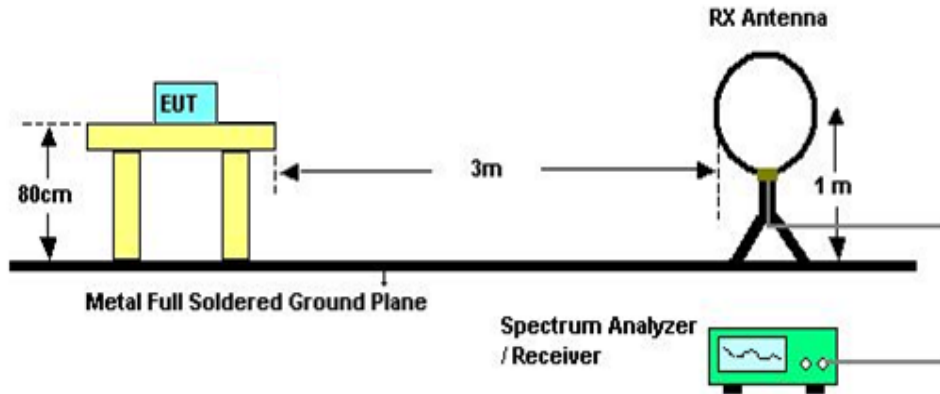 RX Antenna
EUT
80cm
3m
1 m
Metal Full Soldered Ground Plane
Spectrum Analyzer
/ Receiver